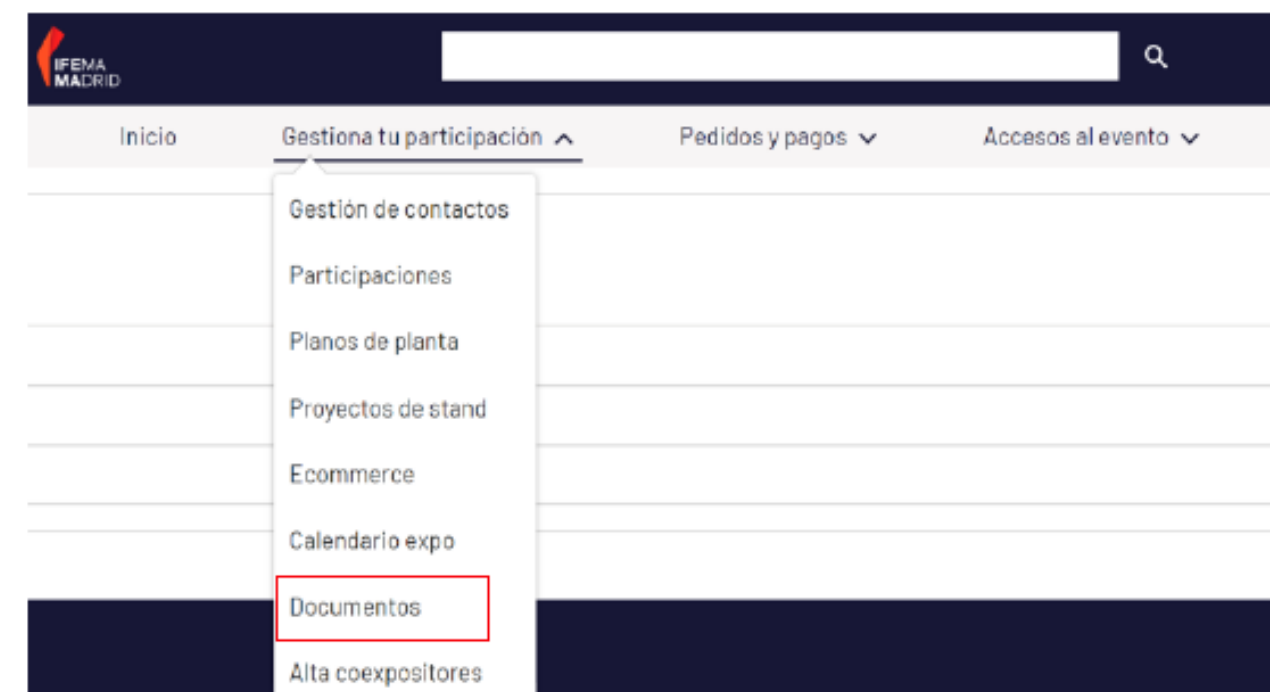 IFEMA
MADRID
Inicio Gestiona tu participación Pedidos y pagos Accesos al evento
Gestión de contactos
Participaciones
Planos de planta
Proyectos de stand
Ecommerce
Calendario expo
Documentos
Alta coexpositores